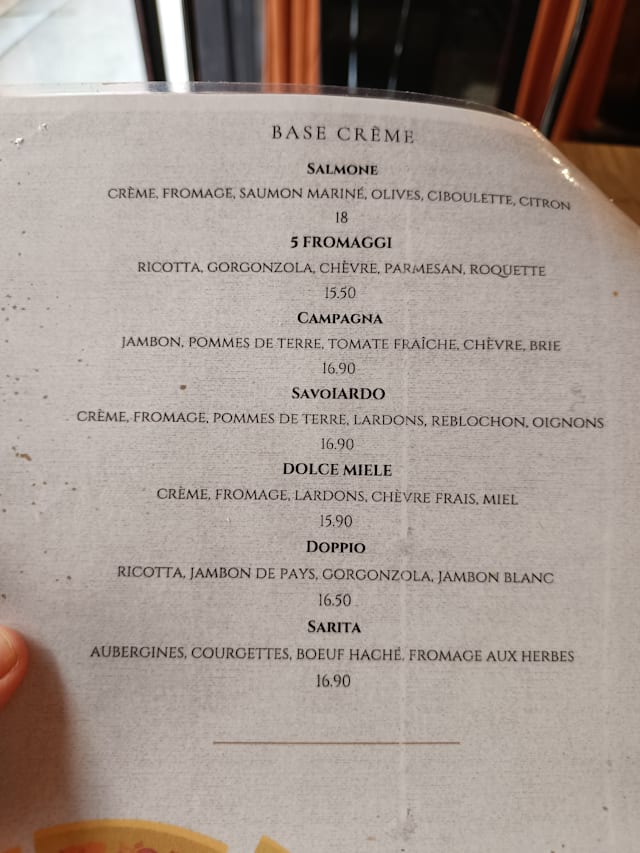 BASE CRÈME
SALMONE
CRÈME, FROMAGE, SAUMON MARINÉ, OLIVES, CIBOULETTE, CITRON
18
5 FROMAGGI
RICOTTA, GORGONZOLA, CHÈVRE, PARMESAN, ROQUETTE
15.50
CAMPAGNA
JAMBON, POMMES DE TERRE, TOMATE FRAÎCHE, CHÈVRE, BRIE
16.90
SAVOIARDO
CRÈME, FROMAGE, POMMES DE TERRE, LARDONS, REBLOCHON, OIGNONS
16.90
DOLCE MIELE
CRÈME, FROMAGE, LARDONS, CHÈVRE FRAIS, MIEL
15.90
DOPPIO
RICOTTA, JAMBON DE PAYS, GORGONZOLA, JAMBON BLANC
16.50
SARITA
AUBERGINES, COURGETTES, BOEUF HACHÉ, FROMAGE AUX HERBES
16.90